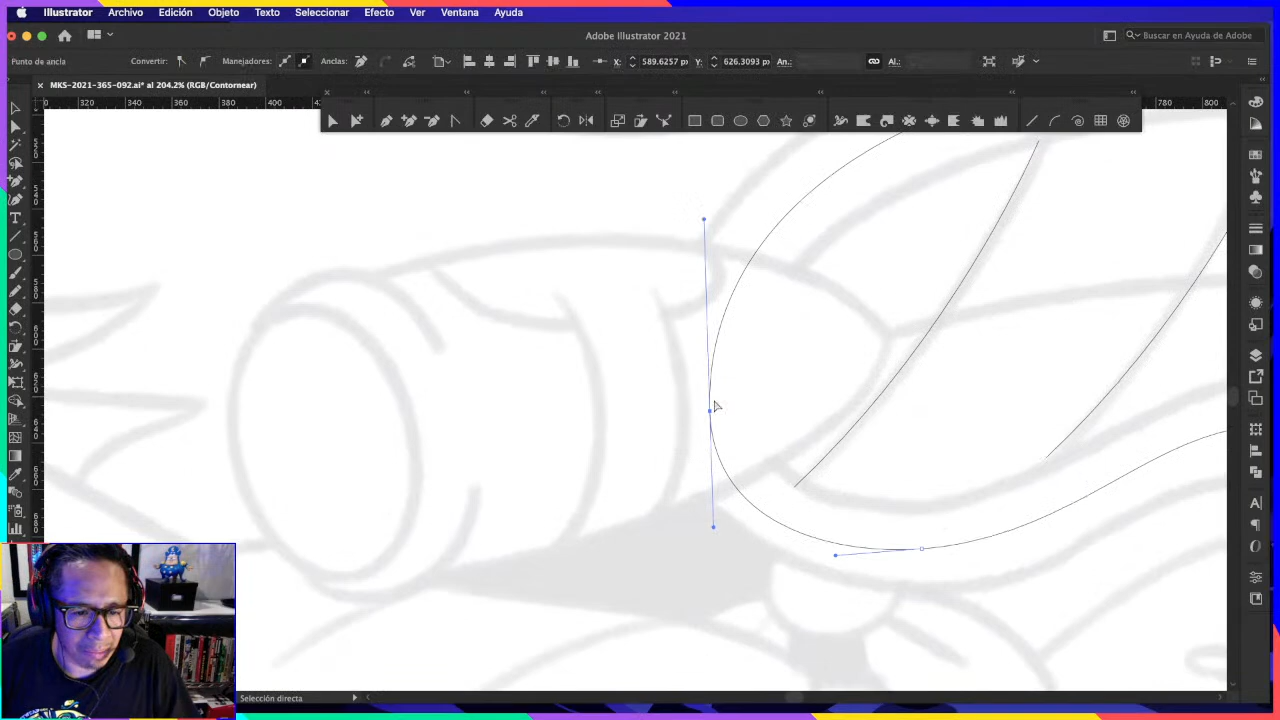 Illustrator Archivo Edición Objeto Texto Seleccionar Efecto Ver Ventana Ayuda
Adobe Illustrator 2021
Buscar en Ayuda de Adobe
Punto de ancla Convertir: Manejadores: Anclas: X: 589.6257 px Y: 626.3093 px An.: Al.:
× MKS-2021-365-092.ai* al 204.2% (RGB/Contornear)
320 340 360 380 400 780 800
Selección directa